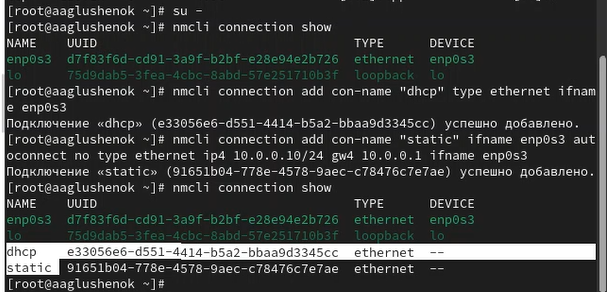 [root@aaglushenok ~]# su -
[root@aaglushenok ~]# nmcli connection show
NAME    UUID                                  TYPE      DEVICE
enp0s3  d7f83f6d-cd91-3a9f-b2bf-e28e94e2b726  ethernet  enp0s3
lo      75d9dab5-3fea-4cbc-8abd-57e251710b3f  loopback  lo
[root@aaglushenok ~]# nmcli connection add con-name "dhcp" type ethernet ifnam
e enp0s3
Подключение «dhcp» (e33056e6-d551-4414-b5a2-bbaa9d3345cc) успешно добавлено.
[root@aaglushenok ~]# nmcli connection add con-name "static" ifname enp0s3 aut
oconnect no type ethernet ip4 10.0.0.10/24 gw4 10.0.0.1 ifname enp0s3
Подключение «static» (91651b04-778e-4578-9aec-c78476c7e7ae) успешно добавлено.
[root@aaglushenok ~]# nmcli connection show
NAME    UUID                                  TYPE      DEVICE
enp0s3  d7f83f6d-cd91-3a9f-b2bf-e28e94e2b726  ethernet  enp0s3
lo      75d9dab5-3fea-4cbc-8abd-57e251710b3f  loopback  lo
dhcp    e33056e6-d551-4414-b5a2-bbaa9d3345cc  ethernet  --
static  91651b04-778e-4578-9aec-c78476c7e7ae  ethernet  --
[root@aaglushenok ~]#